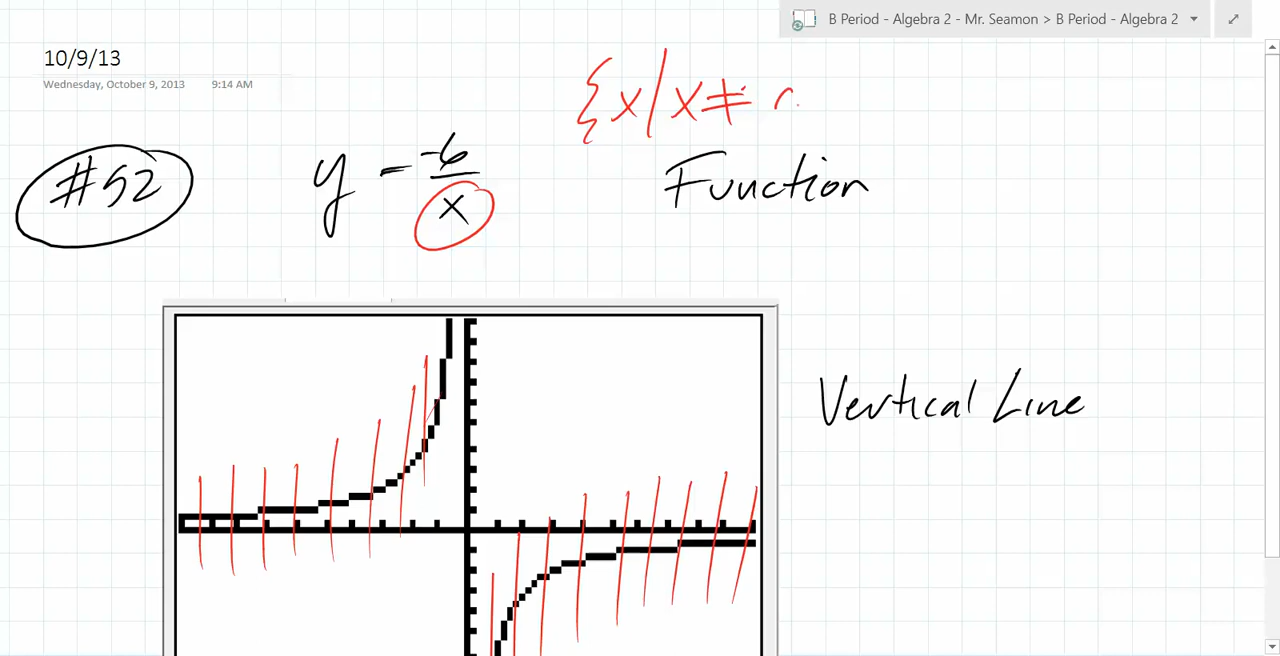 B Period - Algebra 2 - Mr. Seamon > B Period - Algebra 2
10/9/13
Wednesday, October 9, 2013 9:14 AM
{x/x≠
#52
y = -6/x
Function
Vertical Line